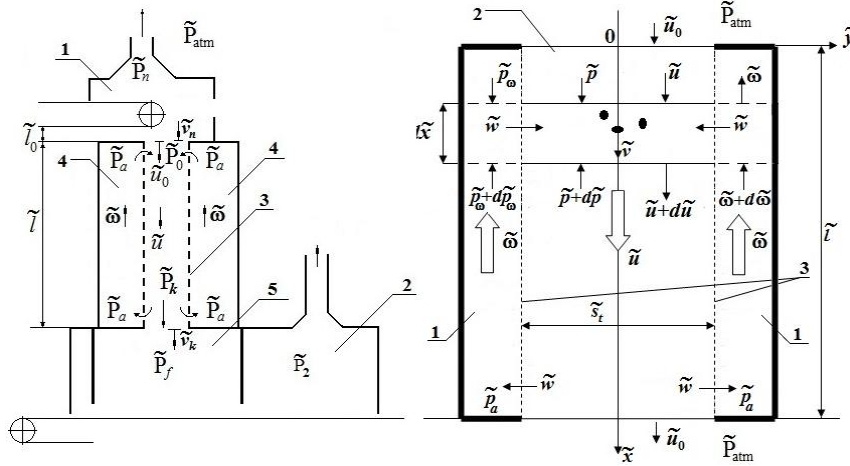 P̃atm
1
P̃n
l̃0
ṽn
4
P̃a
P̃0
P̃a
4
ũ0
ω̃
ω̃
3
l̃
ũ
P̃k
5
2
P̃a
P̃a
ṽk
P̃f
P̃2
2
0
ũ0
P̃atm
ỹ
p̃ω
p̃
ũ
ω̃
dx̃
w̃
w̃
ṽ
p̃ω+dp̃ω
p̃+dp̃
ũ+dũ
ω̃+dω̃
ω̃
ũ
ω̃
l̃
3
s̃t
1
1
w̃
w̃
p̃a
p̃a
ũ0
P̃atm
x̃